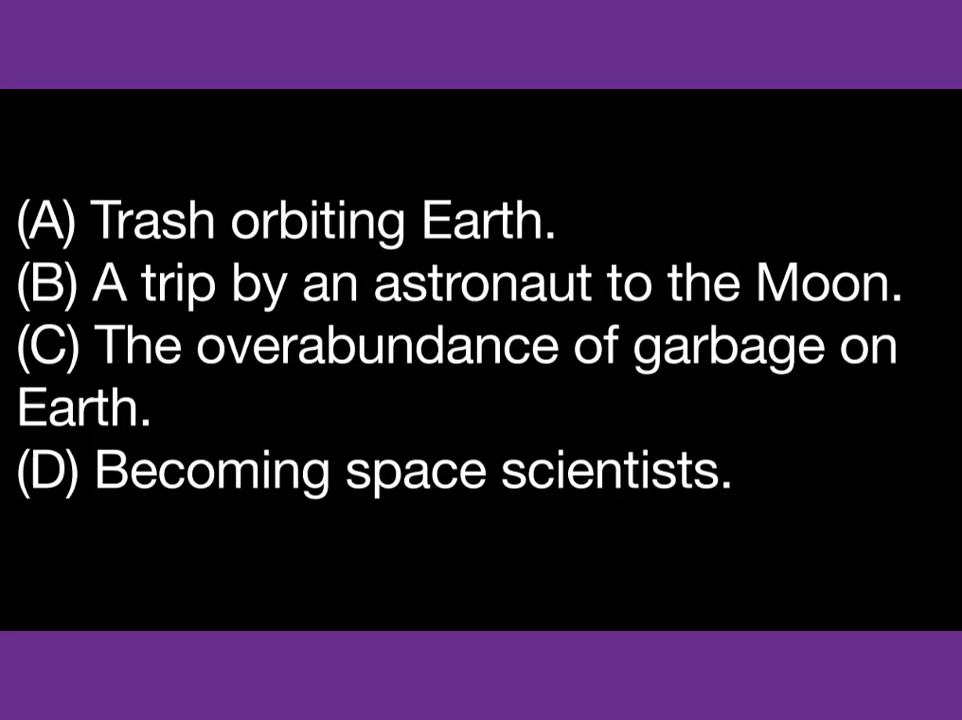 (A) Trash orbiting Earth.
(B) A trip by an astronaut to the Moon.
(C) The overabundance of garbage on
Earth.
(D) Becoming space scientists.